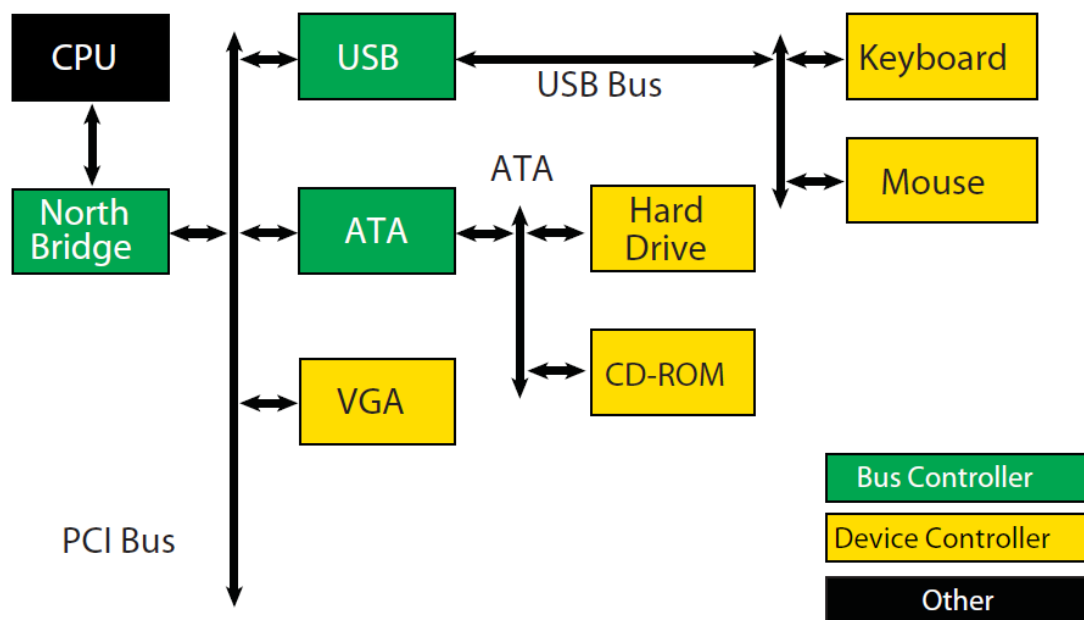 CPU
USB
USB Bus
Keyboard
Mouse
North
Bridge
ATA
ATA
Hard
Drive
CD-ROM
VGA
PCI Bus
Bus Controller
Device Controller
Other